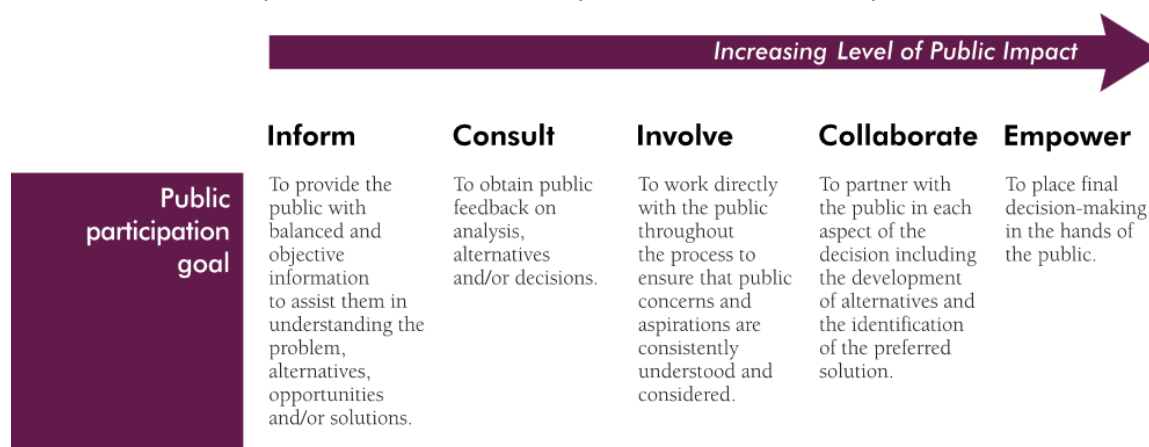 Increasing Level of Public Impact
Inform
Consult
Involve
Collaborate
Empower
Public
participation
goal
To provide the
public with
balanced and
objective
information
to assist them in
understanding the
problem,
alternatives,
opportunities
and/or solutions.
To obtain public
feedback on
analysis,
alternatives
and/or decisions.
To work directly
with the public
throughout
the process to
ensure that public
concerns and
aspirations are
consistently
understood and
considered.
To partner with
the public in each
aspect of the
decision including
the development
of alternatives and
the identification
of the preferred
solution.
To place final
decision-making
in the hands of
the public.